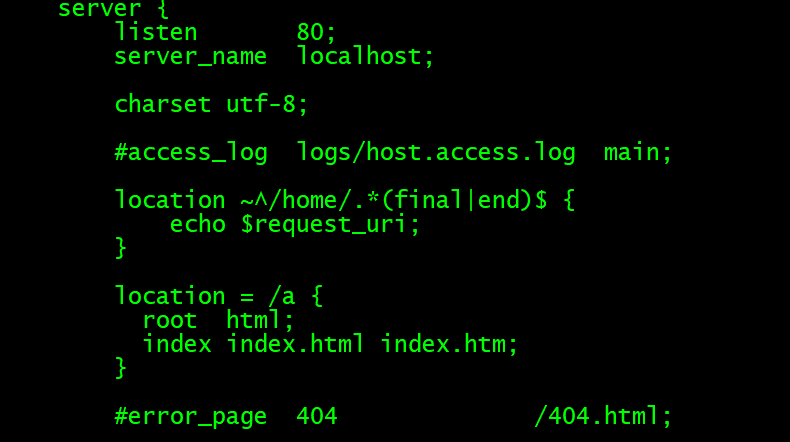 server {
listen 80;
server_name localhost;
charset utf-8;
#access_log logs/host.access.log main;
location ~^/home/.*(final|end)$ {
echo $request_uri;
}
location = /a {
root html;
index index.html index.htm;
}
#error_page 404 /404.html;